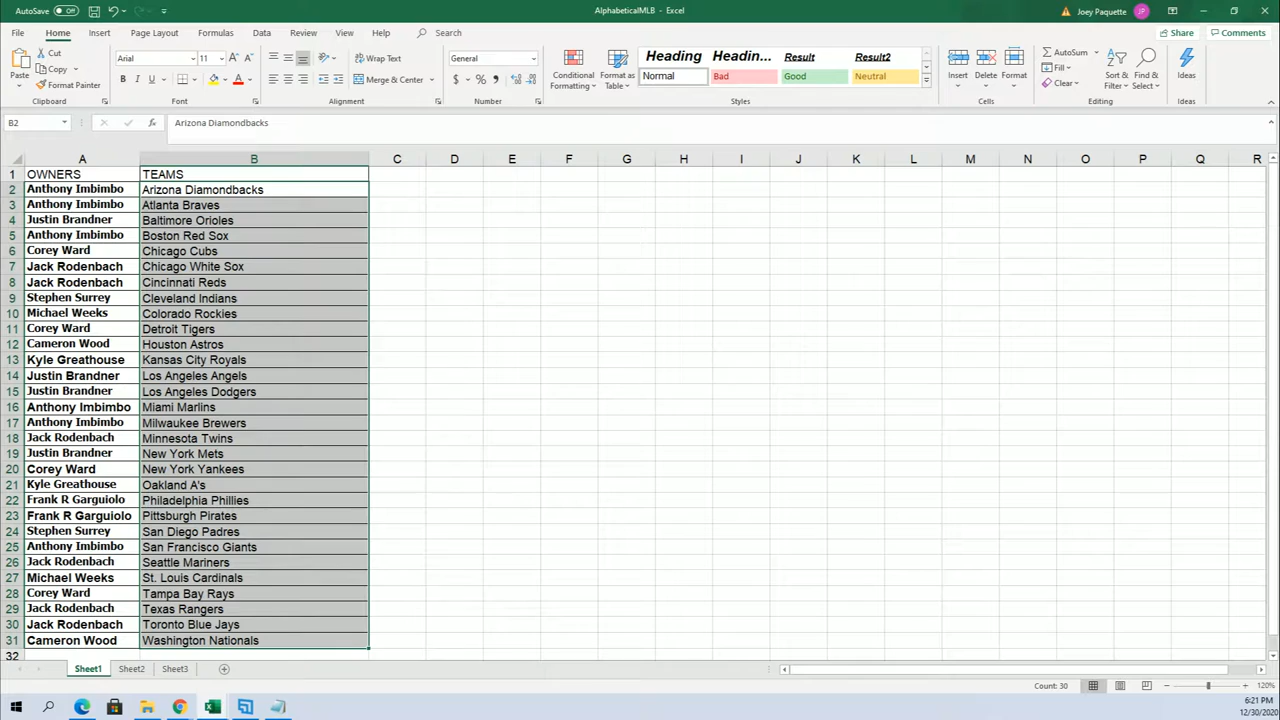 AutoSave Off AlphabeticalMLB - Excel Joey Paquette JP
File Home Insert Page Layout Formulas Data Review View Help Search Share Comments
Paste Cut Copy Format Painter Clipboard
Arial 11 A A B I U A Font
Wrap Text Merge & Center Alignment
General $ % , Number
Conditional Formatting Format as Table
Heading Headin... Result Result2
Normal Bad Good Neutral
Styles
Insert Delete Format Cells
AutoSum Fill Clear Sort & Filter Find & Select Editing
Ideas Ideas
B2 fx Arizona Diamondbacks
A B C D E F G H I J K L M N O P Q R
1 OWNERS TEAMS
2 Anthony Imbimbo Arizona Diamondbacks
3 Anthony Imbimbo Atlanta Braves
4 Justin Brandner Baltimore Orioles
5 Anthony Imbimbo Boston Red Sox
6 Corey Ward Chicago Cubs
7 Jack Rodenbach Chicago White Sox
8 Jack Rodenbach Cincinnati Reds
9 Stephen Surrey Cleveland Indians
10 Michael Weeks Colorado Rockies
11 Corey Ward Detroit Tigers
12 Cameron Wood Houston Astros
13 Kyle Greathouse Kansas City Royals
14 Justin Brandner Los Angeles Angels
15 Justin Brandner Los Angeles Dodgers
16 Anthony Imbimbo Miami Marlins
17 Anthony Imbimbo Milwaukee Brewers
18 Jack Rodenbach Minnesota Twins
19 Justin Brandner New York Mets
20 Corey Ward New York Yankees
21 Kyle Greathouse Oakland A's
22 Frank R Garguiolo Philadelphia Phillies
23 Frank R Garguiolo Pittsburgh Pirates
24 Stephen Surrey San Diego Padres
25 Anthony Imbimbo San Francisco Giants
26 Jack Rodenbach Seattle Mariners
27 Michael Weeks St. Louis Cardinals
28 Corey Ward Tampa Bay Rays
29 Jack Rodenbach Texas Rangers
30 Jack Rodenbach Toronto Blue Jays
31 Cameron Wood Washington Nationals
32
Sheet1 Sheet2 Sheet3
Count: 30 120%
6:21 PM
12/30/2020